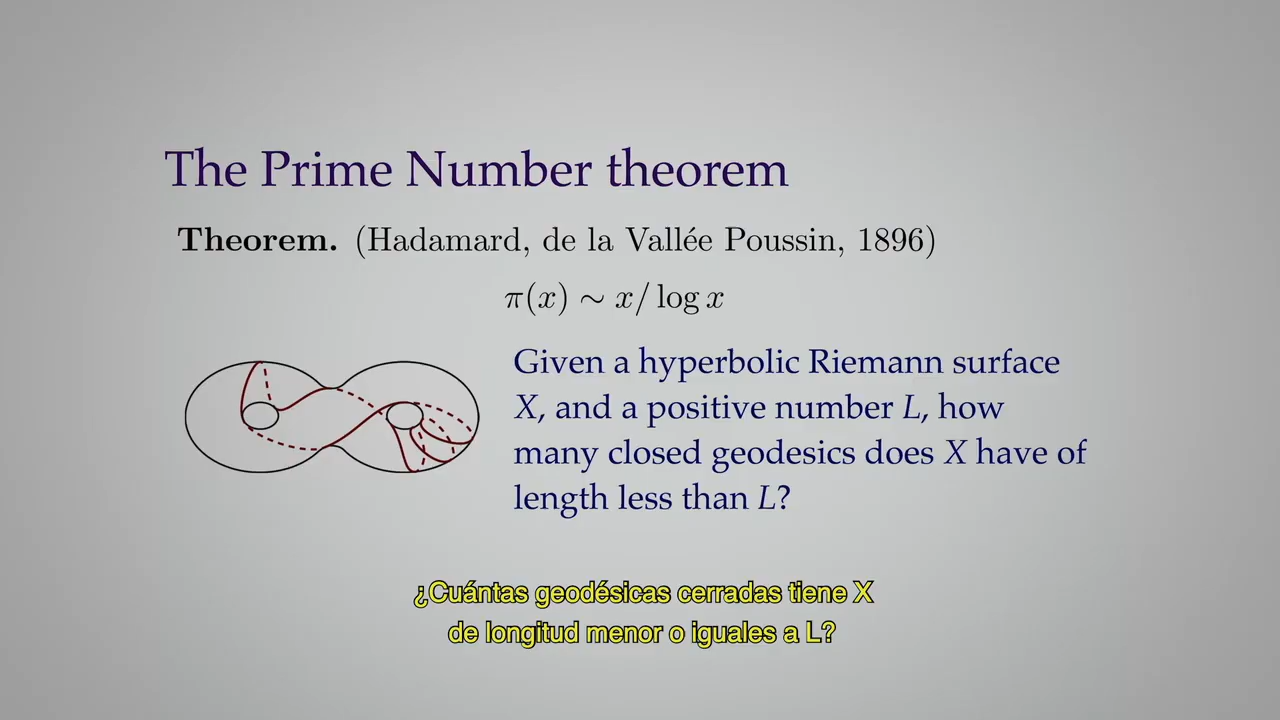 The Prime Number theorem
Theorem. (Hadamard, de la Vallée Poussin, 1896)
π(x) ∼ x/ log x
Given a hyperbolic Riemann surface
X, and a positive number L, how
many closed geodesics does X have of
length less than L?
¿Cuántas geodésicas cerradas tiene X
de longitud menor o iguales a L?